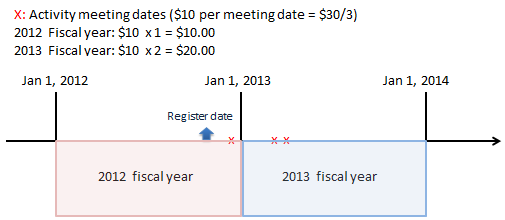 X: Activity meeting dates ($10 per meeting date = $30/3)
2012 Fiscal year: $10 x 1 = $10.00
2013 Fiscal year: $10 x 2 = $20.00
Jan 1, 2012 Jan 1, 2013 Jan 1, 2014
Register date
x x x
2012 fiscal year 2013 fiscal year